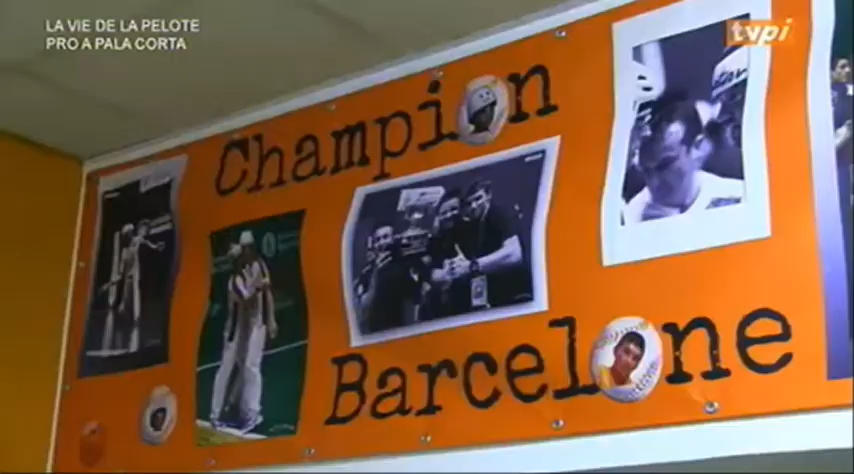 LA VIE DE LA PELOTE
PRO A PALA CORTA
tvpi
Champion
Barcelone